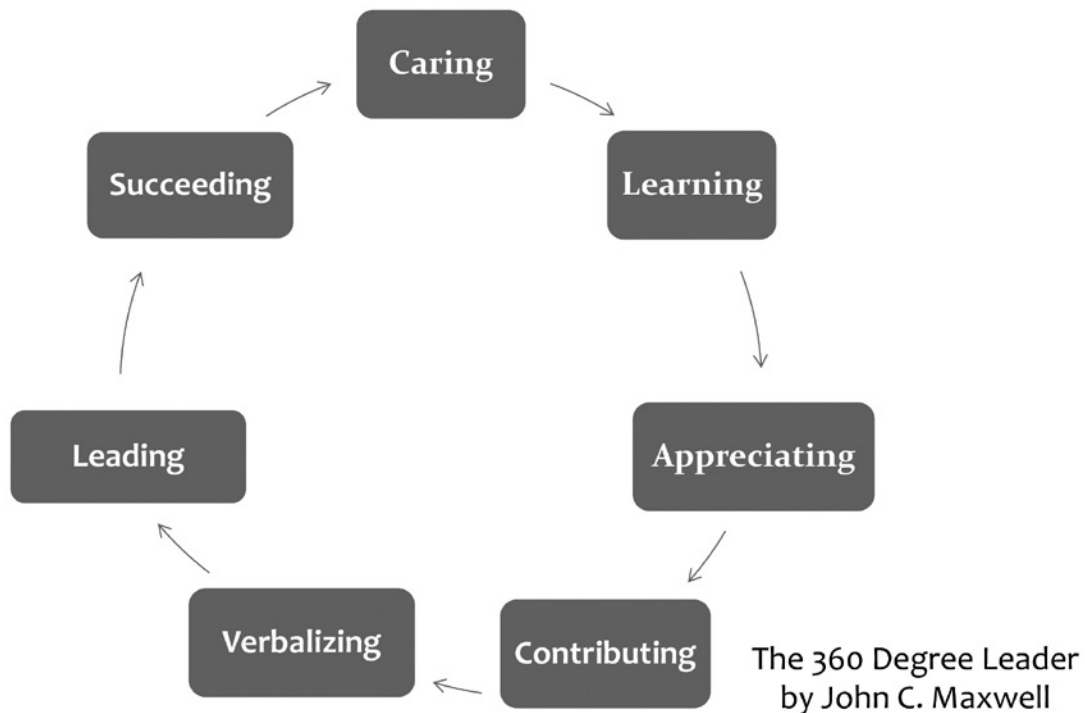 Caring
Learning
Appreciating
Contributing
Verbalizing
Leading
Succeeding
The 360 Degree Leader
by John C. Maxwell